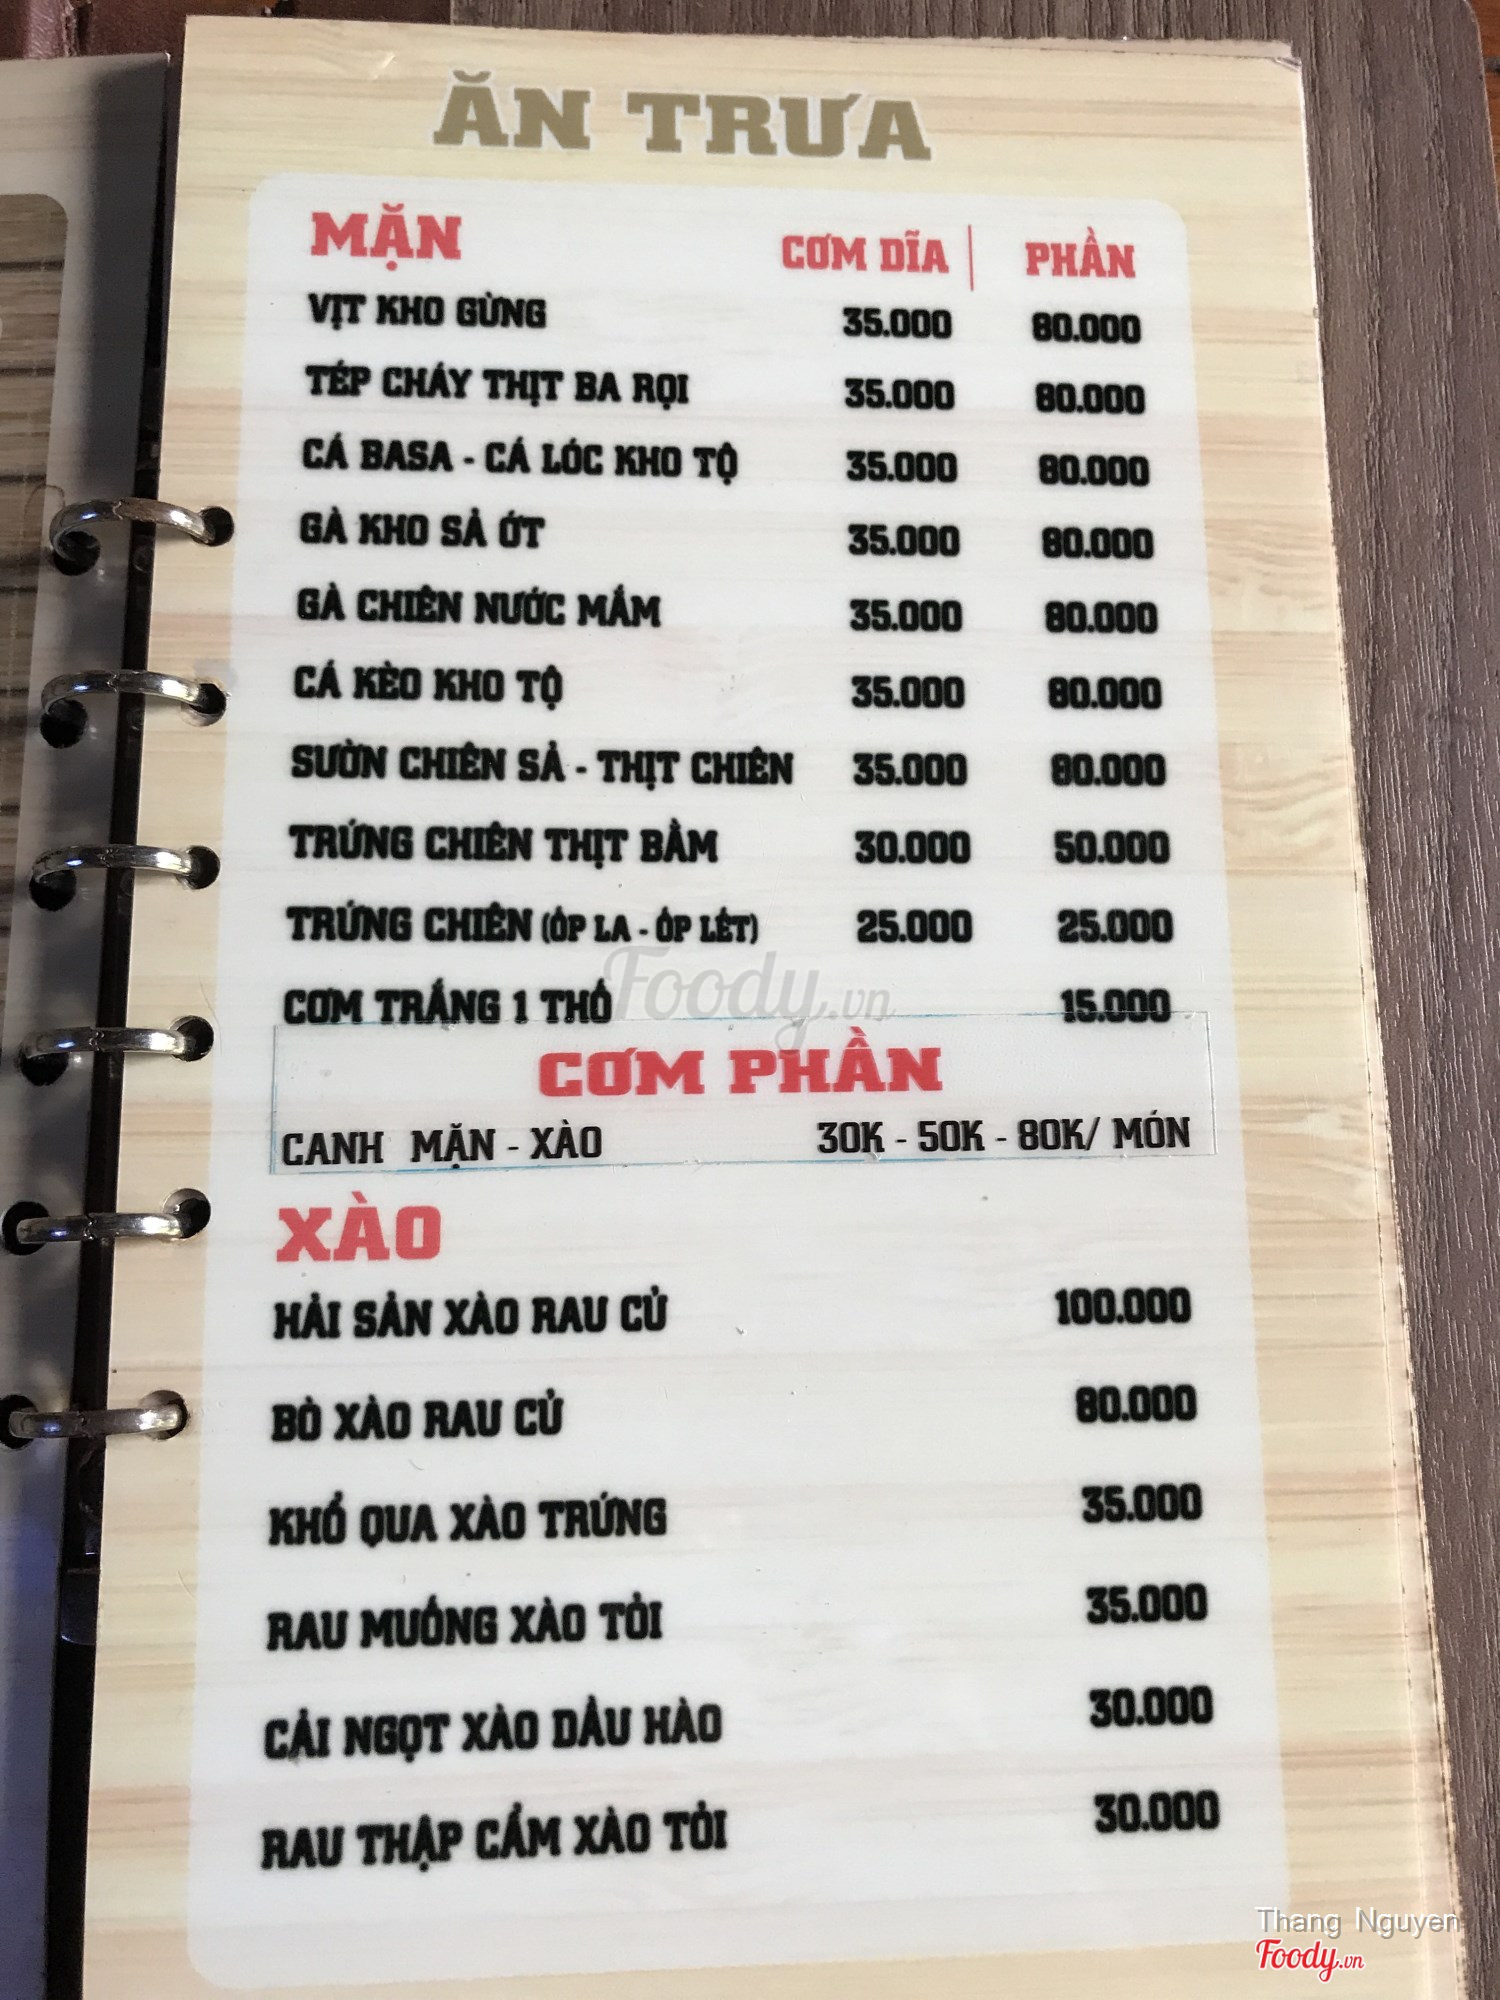 ĂN TRƯA
MẶN CƠM DĨA PHẦN
VỊT KHO GỪNG 35.000 80.000
TÉP CHÁY THỊT BA RỌI 35.000 80.000
CÁ BASA - CÁ LÓC KHO TỘ 35.000 80.000
GÀ KHO SẢ ỚT 35.000 80.000
GÀ CHIÊN NƯỚC MẮM 35.000 80.000
CÁ KÈO KHO TỘ 35.000 80.000
SƯỜN CHIÊN SẢ - THỊT CHIÊN 35.000 80.000
TRỨNG CHIÊN THỊT BẰM 30.000 50.000
TRỨNG CHIÊN (ỐP LA - ỐP LẾT) 25.000 25.000
Foody.vn
CƠM TRẮNG 1 THỐ 15.000
CƠM PHẦN
CANH MẶN - XÀO 30K - 50K - 80K/ MÓN
XÀO
HẢI SẢN XÀO RAU CỦ 100.000
BÒ XÀO RAU CỦ 80.000
KHỔ QUA XÀO TRỨNG 35.000
RAU MUỐNG XÀO TỎI 35.000
CẢI NGỌT XÀO DẦU HÀO 30.000
RAU THẬP CẨM XÀO TỎI 30.000
Thang Nguyen
Foody.vn